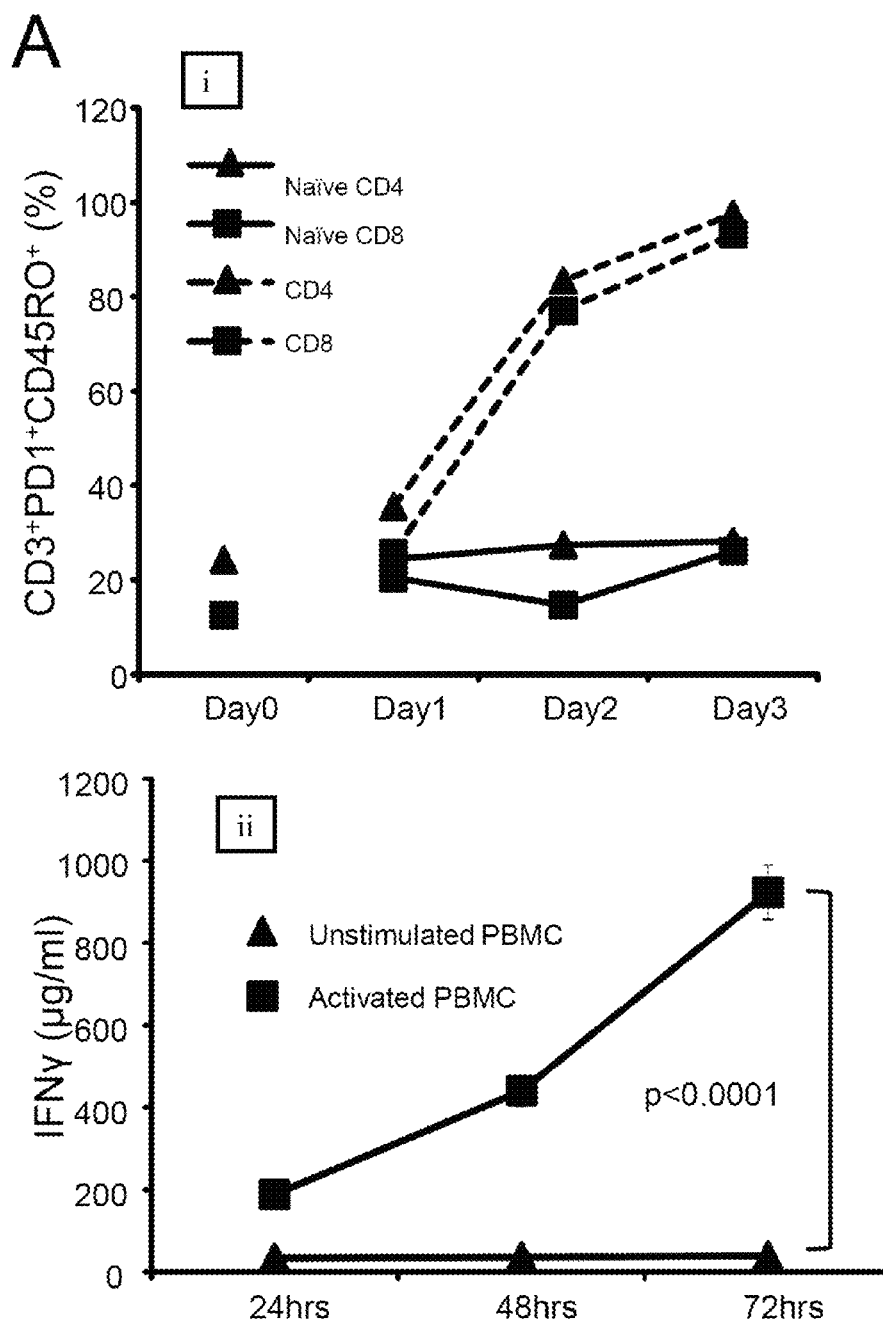 A
i
CD3⁺PD1⁺CD45RO⁺ (%)
120
100
80
60
40
20
0
Naïve CD4
Naïve CD8
CD4
CD8
Day0 Day1 Day2 Day3
ii
IFNγ (µg/ml)
1200
1000
800
600
400
200
0
Unstimulated PBMC
Activated PBMC
p<0.0001
24hrs 48hrs 72hrs